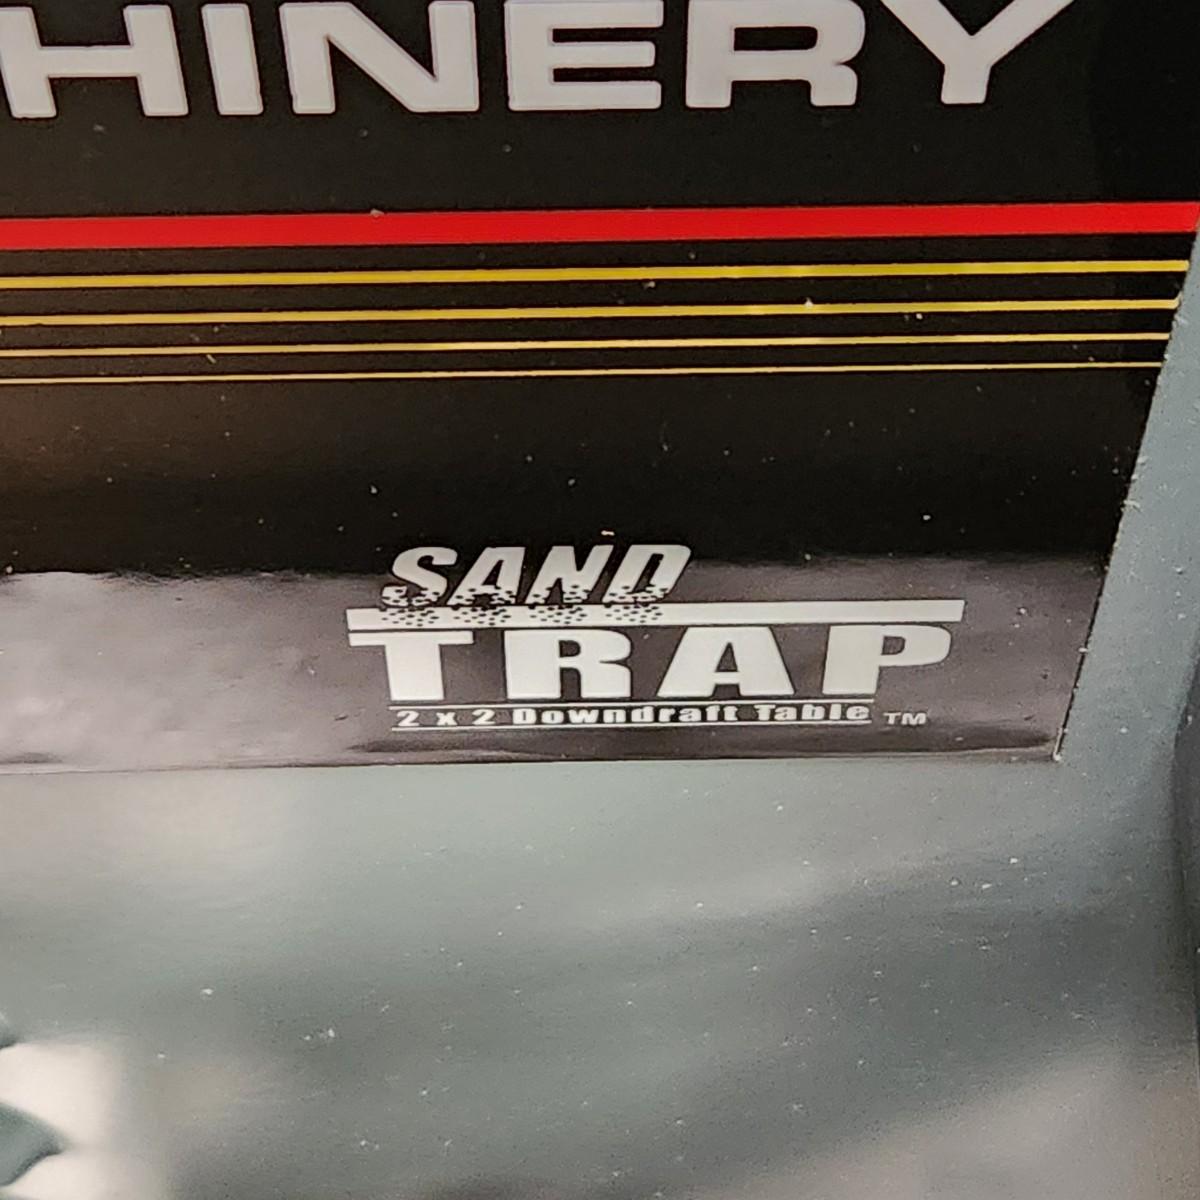 HINERY
SAND
TRAP
2 x 2 Downdraft Table ™